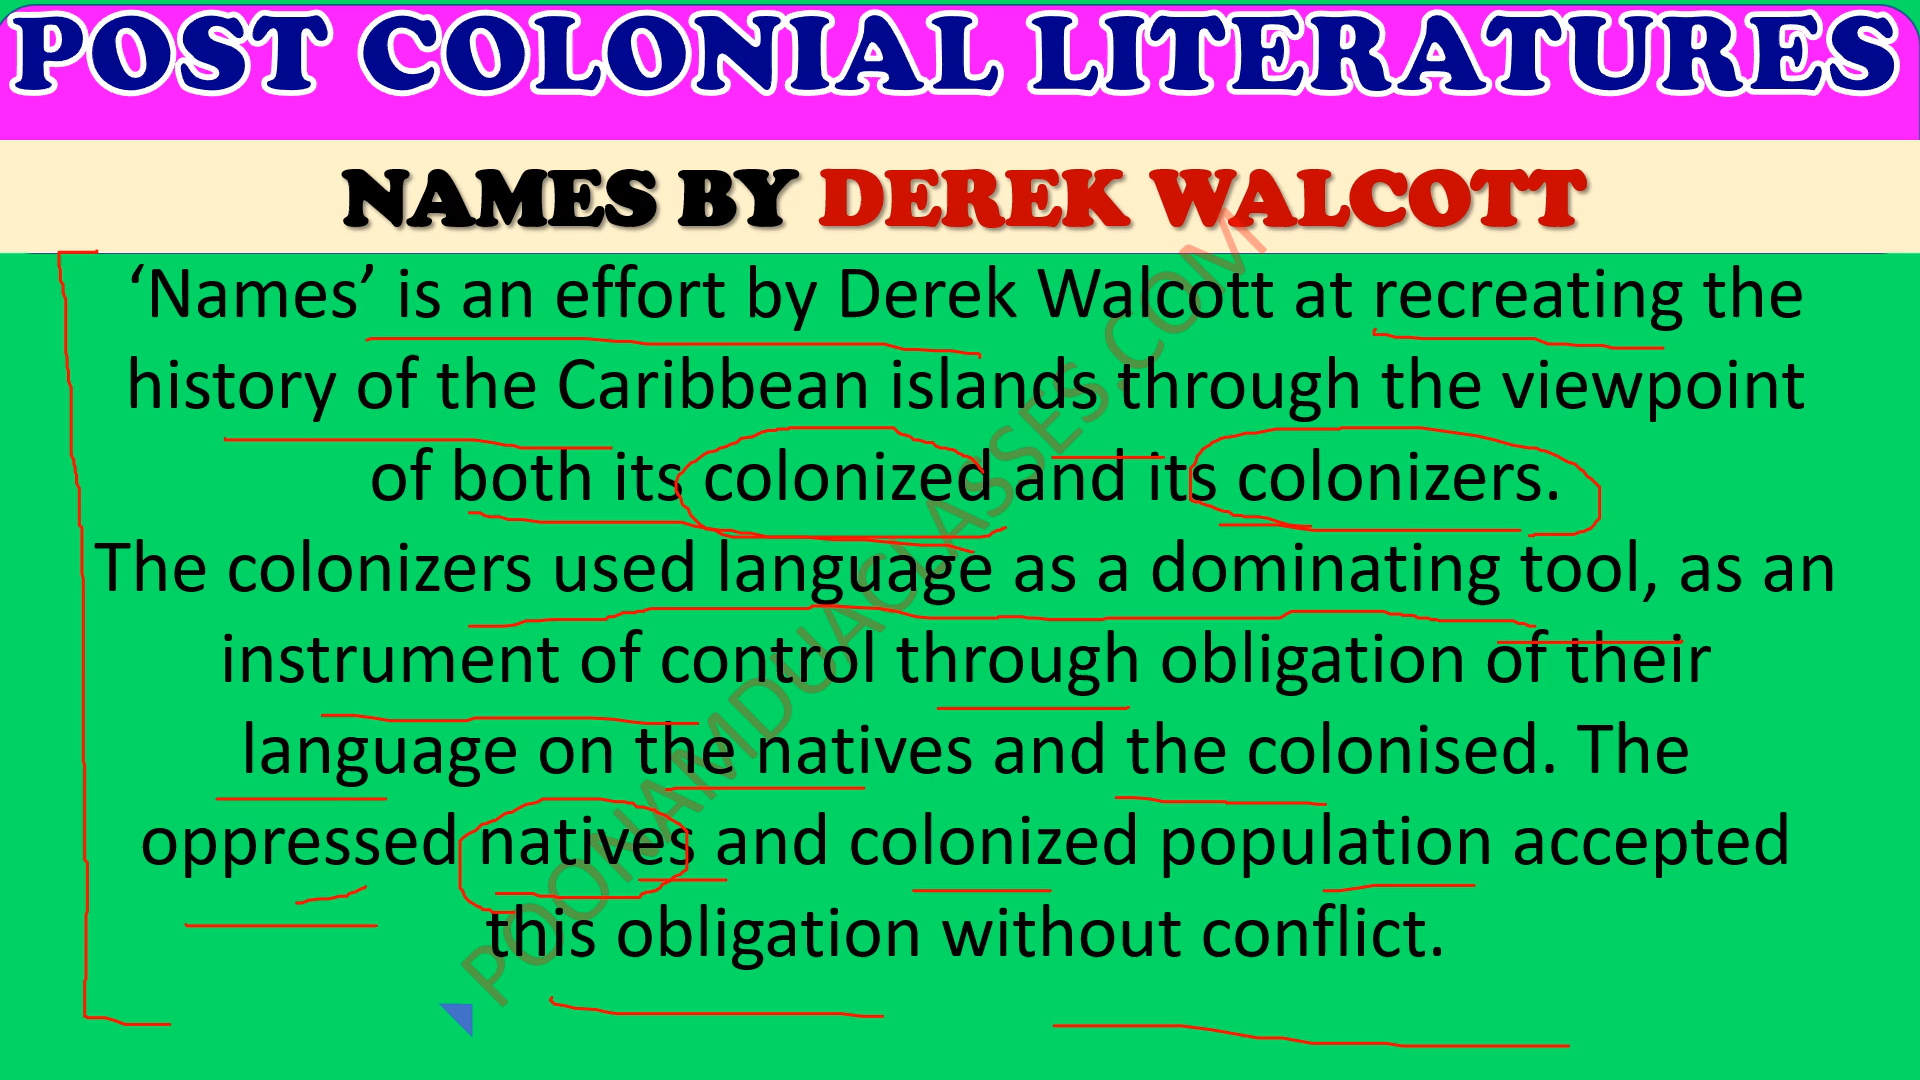 POST COLONIAL LITERATURES
NAMES BY DEREK WALCOTT
‘Names’ is an effort by Derek Walcott at recreating the
history of the Caribbean islands through the viewpoint
of both its colonized and its colonizers.
The colonizers used language as a dominating tool, as an
instrument of control through obligation of their
language on the natives and the colonised. The
oppressed natives and colonized population accepted
this obligation without conflict.
POONAMDUACLASSES.COM